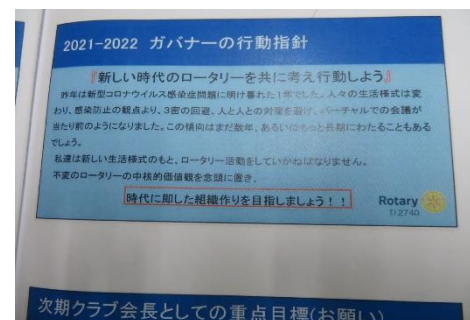 2021-2022 ガバナーの行動指針
『新しい時代のロータリーを共に考え行動しよう』
昨年は新型コロナウイルス感染症問題に明け暮れた1年でした。人々の生活様式は変
わり、感染防止の観点より、3密の回避、人と人との対面を避け、バーチャルでの会議が
当たり前のようになりました。この傾向はまだ数年、あるいはもっと長期にわたることもある
でしょう。
私達は新しい生活様式のもと、ロータリー活動をしていかねばなりません。
不変のロータリーの中核的価値観を念頭に置き、
時代に即した組織作りを目指しましょう！！
Rotary
D2740
次期クラブ会長としての重点目標(お願い)